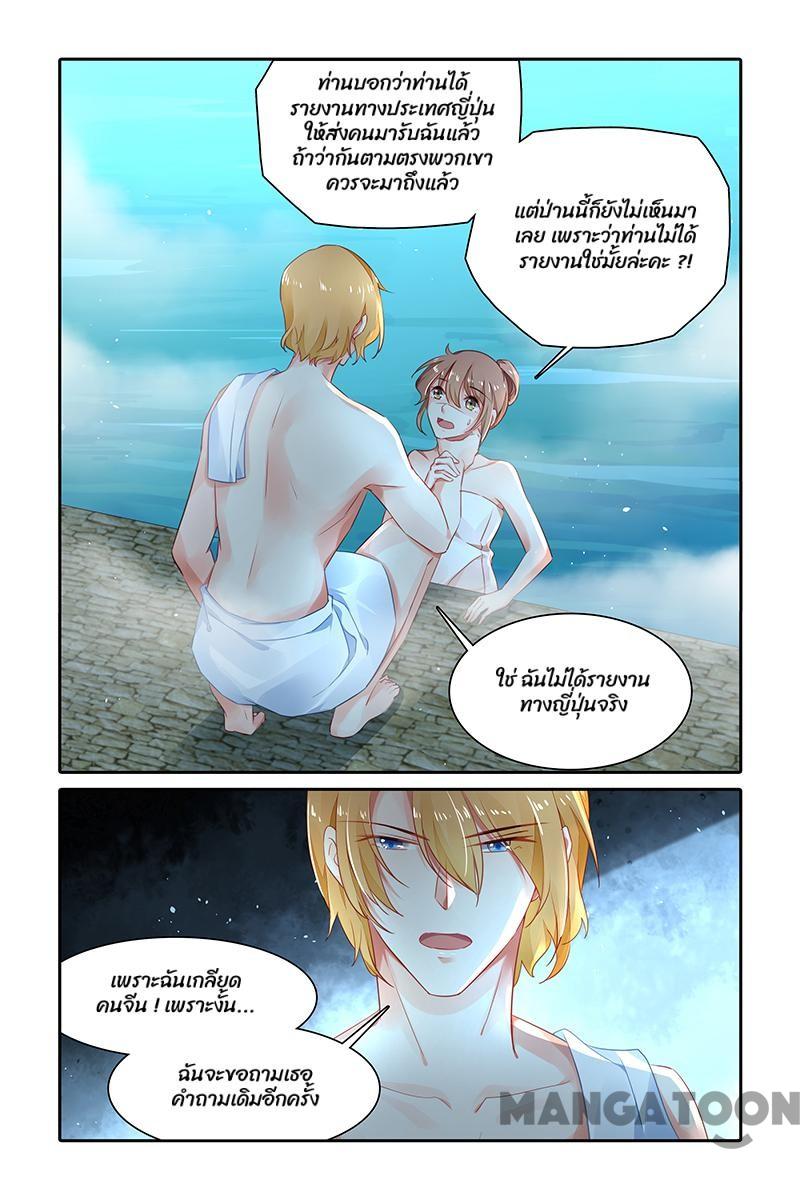 ท่านบอกว่าท่านได้
รายงานทางประเทศญี่ปุ่น
ให้ส่งคนมารับฉันแล้ว
ถ้าว่ากันตามตรงพวกเขา
ควรจะมาถึงแล้ว
แต่ป่านนี้ก็ยังไม่เห็นมา
เลย เพราะว่าท่านไม่ได้
รายงานใช่มั้ยล่ะคะ ?!
ใช่ ฉันไม่ได้รายงาน
ทางญี่ปุ่นจริง
เพราะฉันเกลียด
คนจีน ! เพราะงั้น...
ฉันจะขอถามเธอ
คำถามเดิมอีกครั้ง
MANGATOON